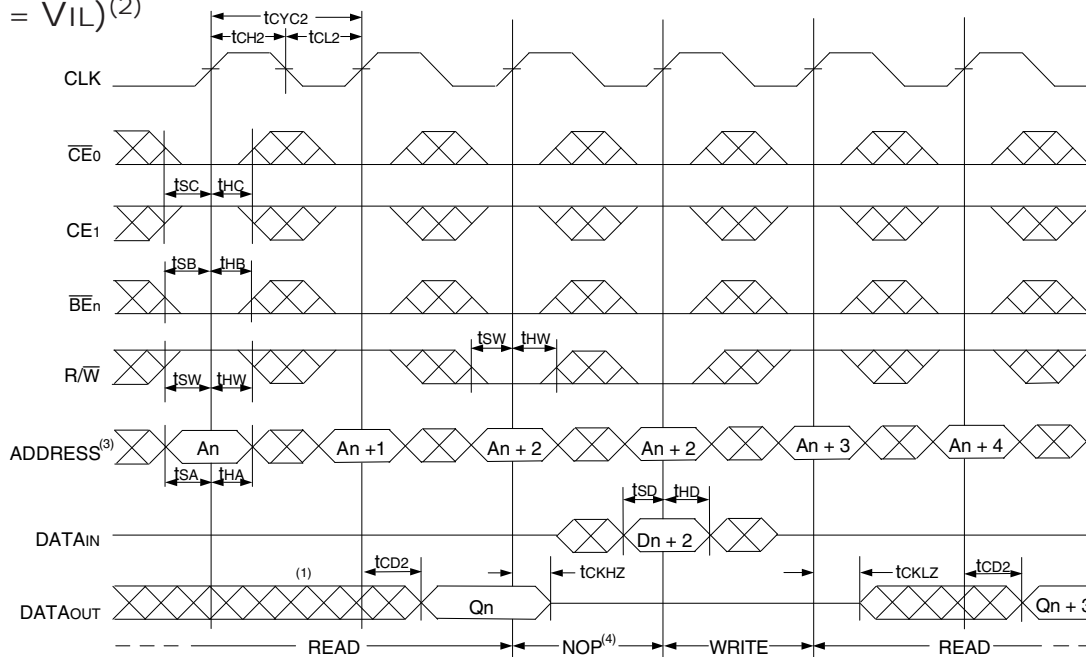 = VIL)(2)
tCYC2
tCH2 tCL2
CLK
CE0
tSC tHC
CE1
tSB tHB
BEn
tSW tHW
R/W
tSW tHW
ADDRESS(3) An An +1 An + 2 An + 2 An + 3 An + 4
tSA tHA
tSD tHD
DATAIN Dn + 2
tCD2 tCKHZ tCKLZ tCD2
(1)
DATAOUT Qn Qn + 3
READ NOP(4) WRITE READ